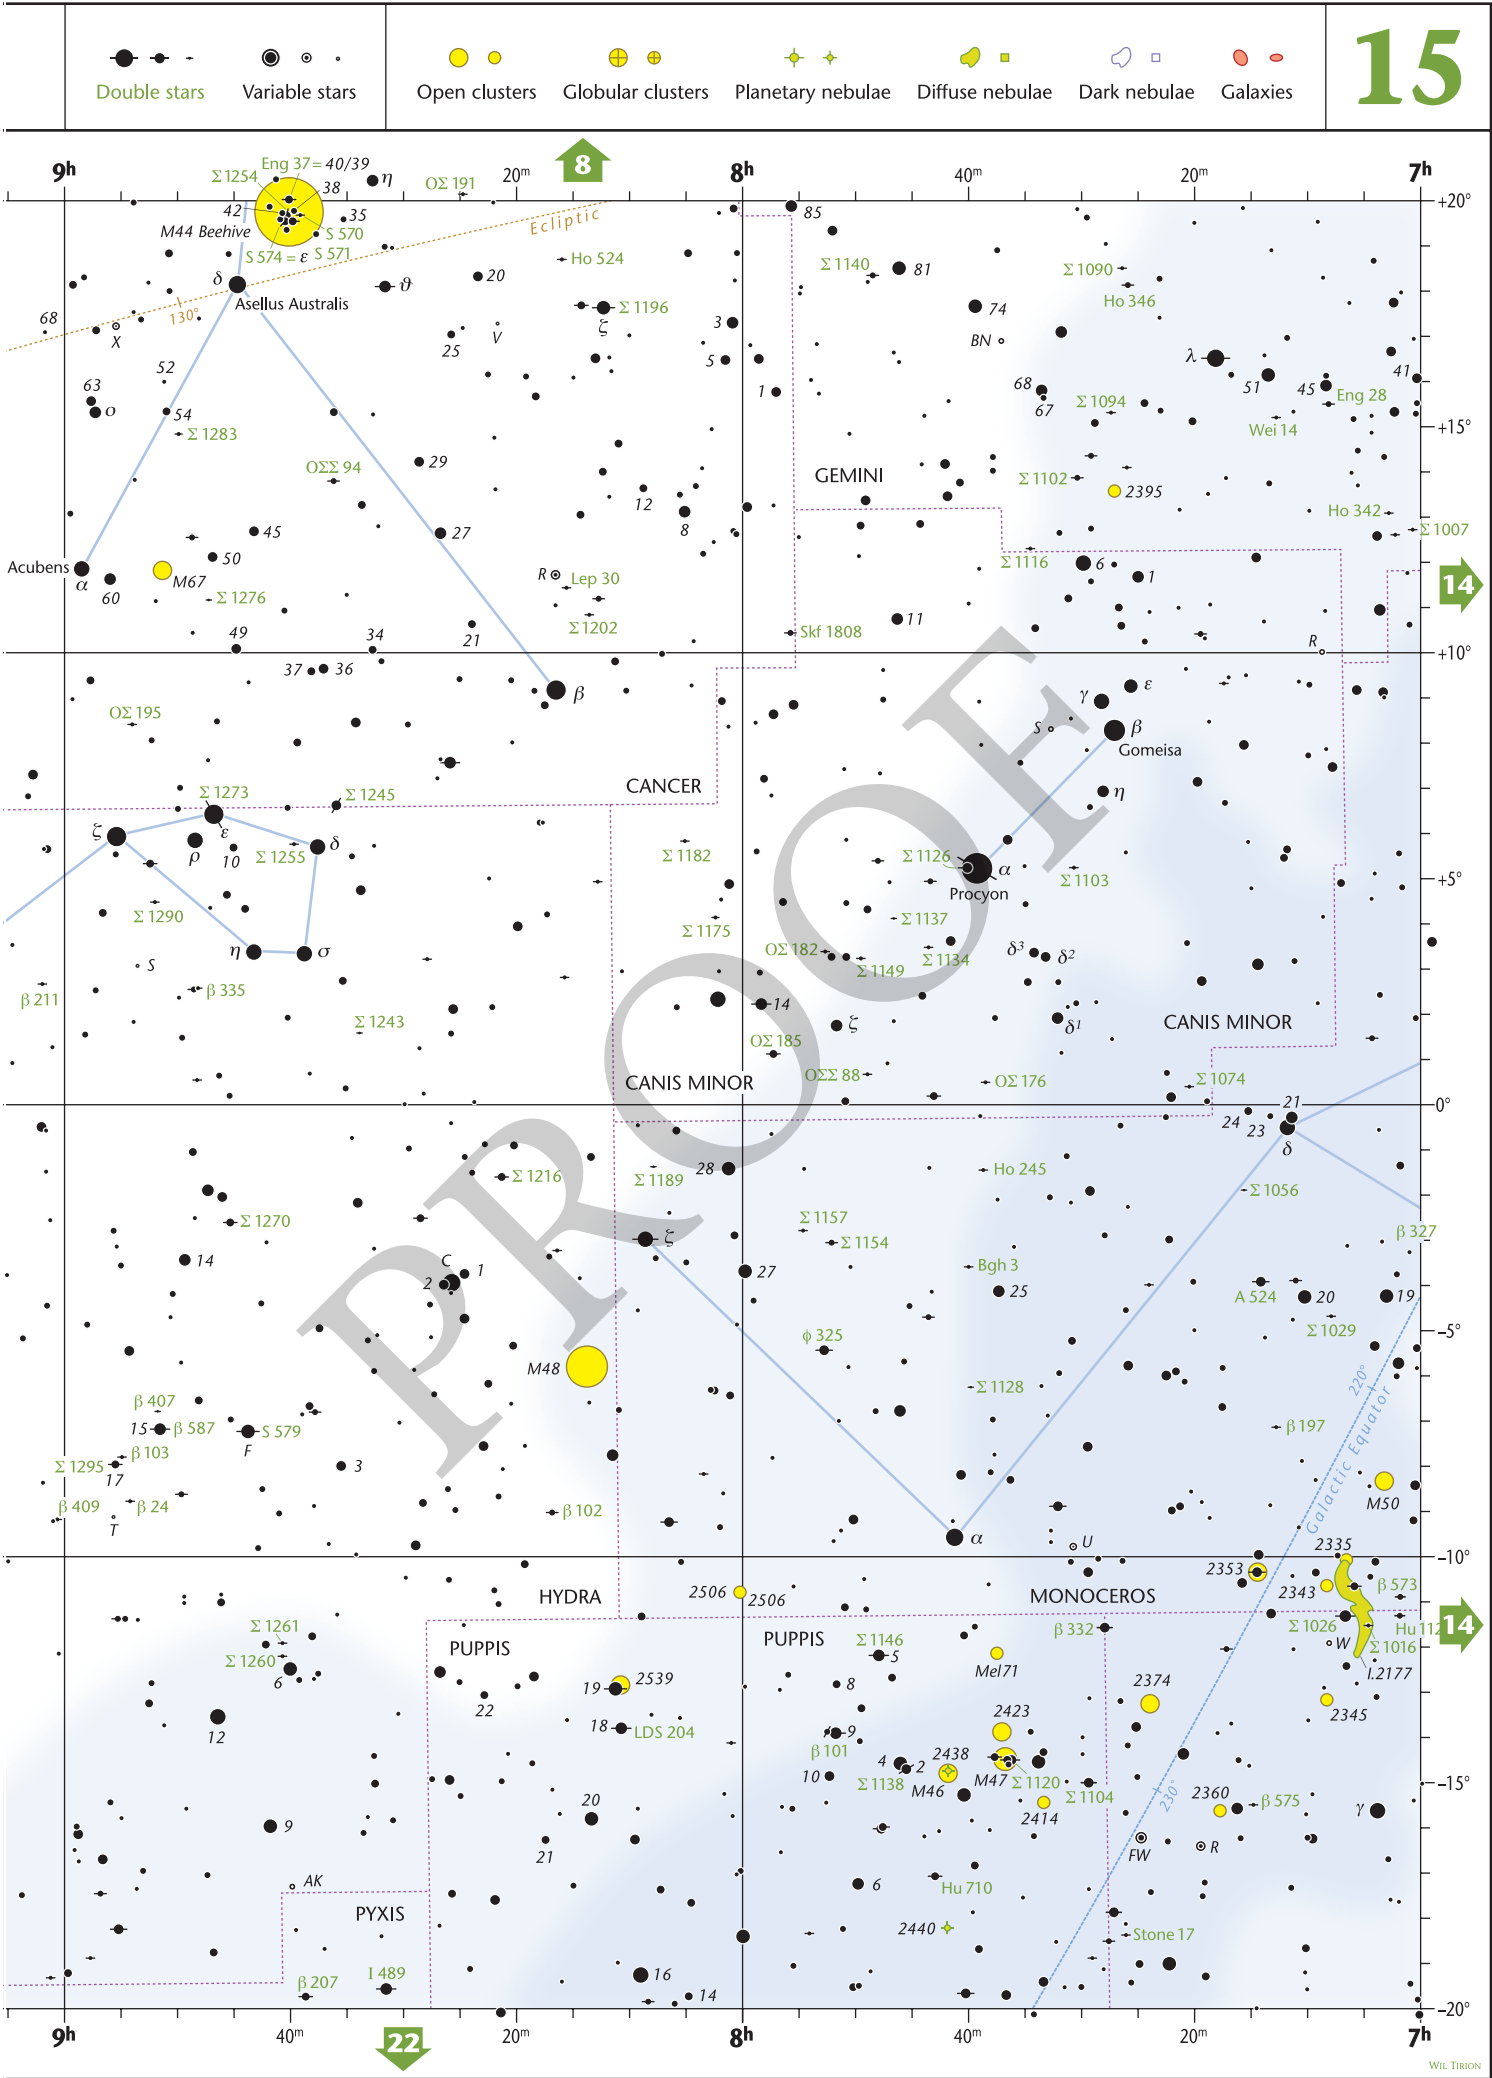 Double stars Variable stars Open clusters Globular clusters Planetary nebulae Diffuse nebulae Dark nebulae Galaxies 15
9h 20m 8 8h 40m 20m 7h
Eng 37 = 40/39 η
Σ 1254 38 ΟΣ 191
+20°
42 35 85
M44 Beehive S 570 Ecliptic
S 574 = ε S 571
Ho 524 Σ 1140 81 Σ 1090
δ ϑ 20 Ho 346
Asellus Australis
130° Σ 1196 74
68 X ζ 3
25 V BN
5 λ
52 51 41
63 1 68 45 Eng 28
ο 54 67 Σ 1094
Σ 1283 Wei 14 +15°
ΟΣΣ 94 29 GEMINI
12 Σ 1102 2395
8 Ho 342
45 27 Σ 1007
50
Acubens M67 Σ 1116 6
α 60 R Lep 30 1 14
Σ 1276 Σ 1202 11
49 34 21 Skf 1808 R
+10°
37 36
β γ ε
ΟΣ 195 S β
Gomeisa
CANCER
Σ 1273 Σ 1245 η
ζ ε δ
ρ 10 Σ 1255 Σ 1182 Σ 1126 α
Procyon Σ 1103 +5°
Σ 1290 Σ 1175 Σ 1137
η σ ΟΣ 182 Σ 1149 Σ 1134 δ3 δ2
S
β 211 β 335
14
Σ 1243 ζ δ1 CANIS MINOR
ΟΣ 185
CANIS MINOR ΟΣΣ 88 ΟΣ 176 Σ 1074
0°
21
24 23
δ
Σ 1216 Σ 1189 28 Ho 245
Σ 1056
Σ 1270 Σ 1157
ζ Σ 1154 β 327
14 C 1 27 Bgh 3
2 25 A 524 20 19
Σ 1029
φ 325 –5°
M48
Σ 1128 220°
β 407
15 β 587 S 579 β 197
F
β 103
Σ 1295 17 3 Galactic Equator
M50
β 409 β 24 β 102
T α U
2335 –10°
2353
2506 2506 2343 β 573
HYDRA MONOCEROS
Σ 1261 PUPPIS PUPPIS Σ 1146 β 332 Σ 1026 W 14
Σ 1260 5 Σ 1016
6 2539 Mel71 I.2177
19 8 2374
22
12 18 LDS 204 2423 2345
9
β 101 2438
4 2
10 Σ 1138 M46 M47 Σ 1120 Σ 1104 –15°
20 2414 230° 2360 β 575 γ
9
21 FW R
AK 6
Hu 710
PYXIS
2440 Stone 17
16
β 207 I 489 14
–20°
9h 40m 22 20m 8h 40m 20m 7h
WIL TIRION
PROOF